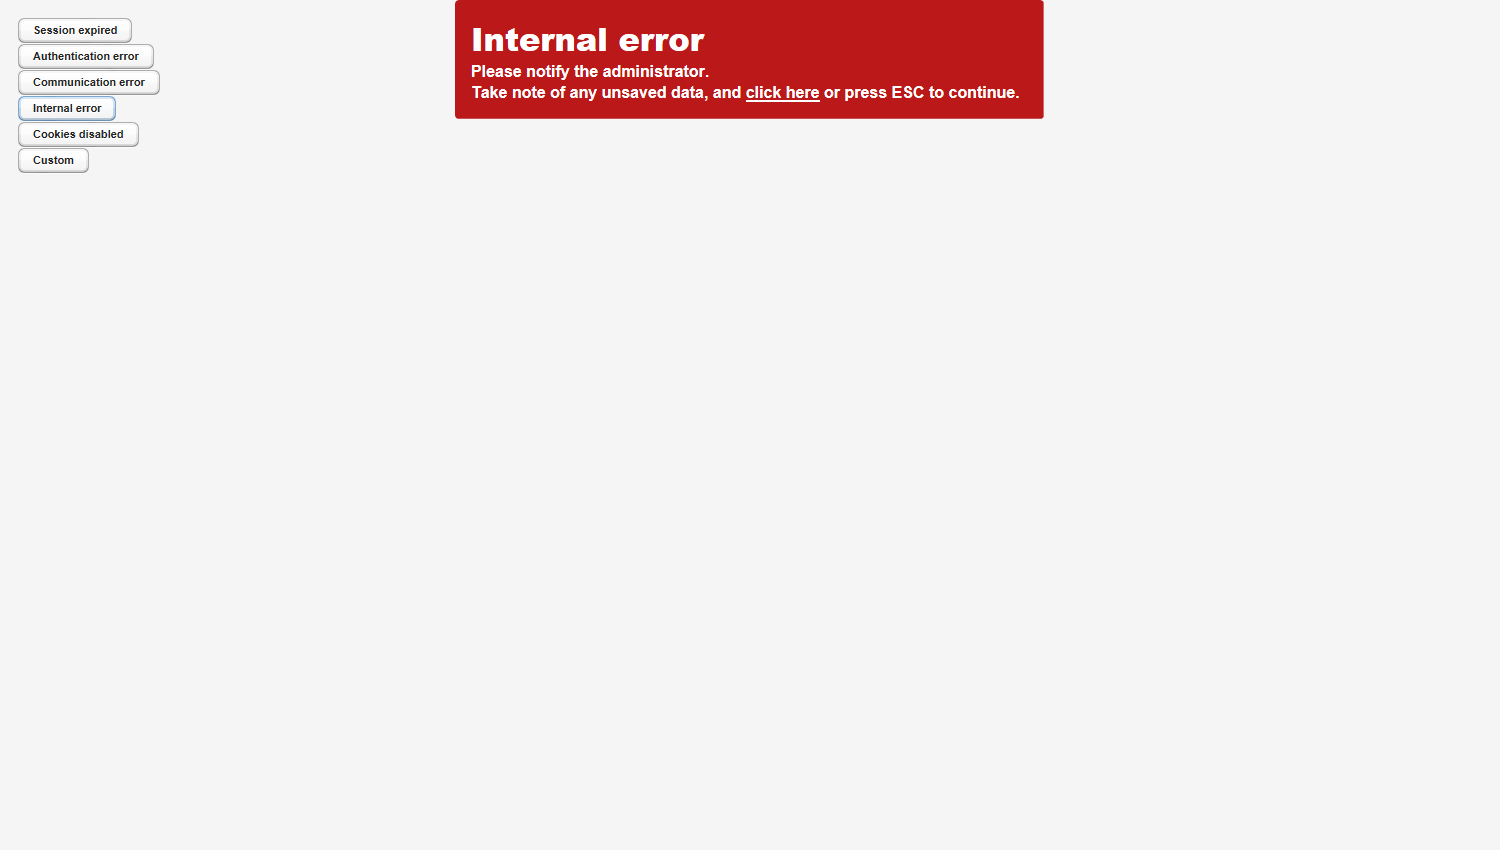 Session expired
Authentication error
Communication error
Internal error
Cookies disabled
Custom
Internal error
Please notify the administrator.
Take note of any unsaved data, and click here or press ESC to continue.